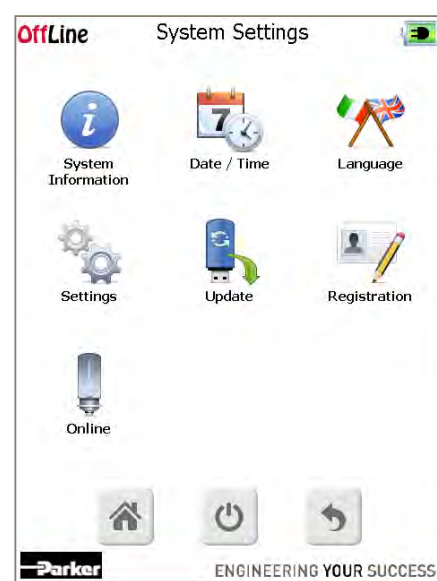 OffLine System Settings
7
i
System
Information
Date / Time
Language
Settings
Update
Registration
Online
Parker ENGINEERING YOUR SUCCESS